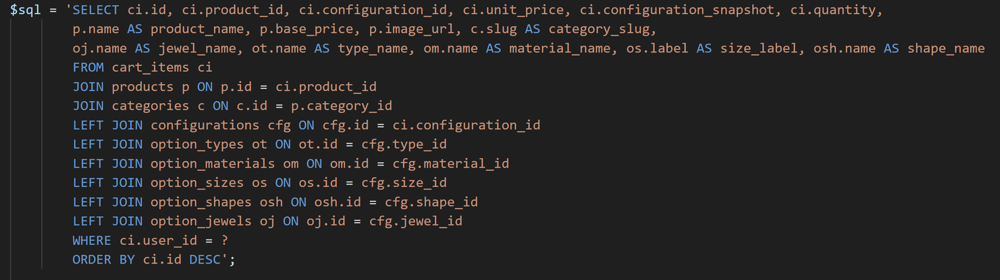 $sql = 'SELECT ci.id, ci.product_id, ci.configuration_id, ci.unit_price, ci.configuration_snapshot, ci.quantity,
p.name AS product_name, p.base_price, p.image_url, c.slug AS category_slug,
oj.name AS jewel_name, ot.name AS type_name, om.name AS material_name, os.label AS size_label, osh.name AS shape_name
FROM cart_items ci
JOIN products p ON p.id = ci.product_id
JOIN categories c ON c.id = p.category_id
LEFT JOIN configurations cfg ON cfg.id = ci.configuration_id
LEFT JOIN option_types ot ON ot.id = cfg.type_id
LEFT JOIN option_materials om ON om.id = cfg.material_id
LEFT JOIN option_sizes os ON os.id = cfg.size_id
LEFT JOIN option_shapes osh ON osh.id = cfg.shape_id
LEFT JOIN option_jewels oj ON oj.id = cfg.jewel_id
WHERE ci.user_id = ?
ORDER BY ci.id DESC';